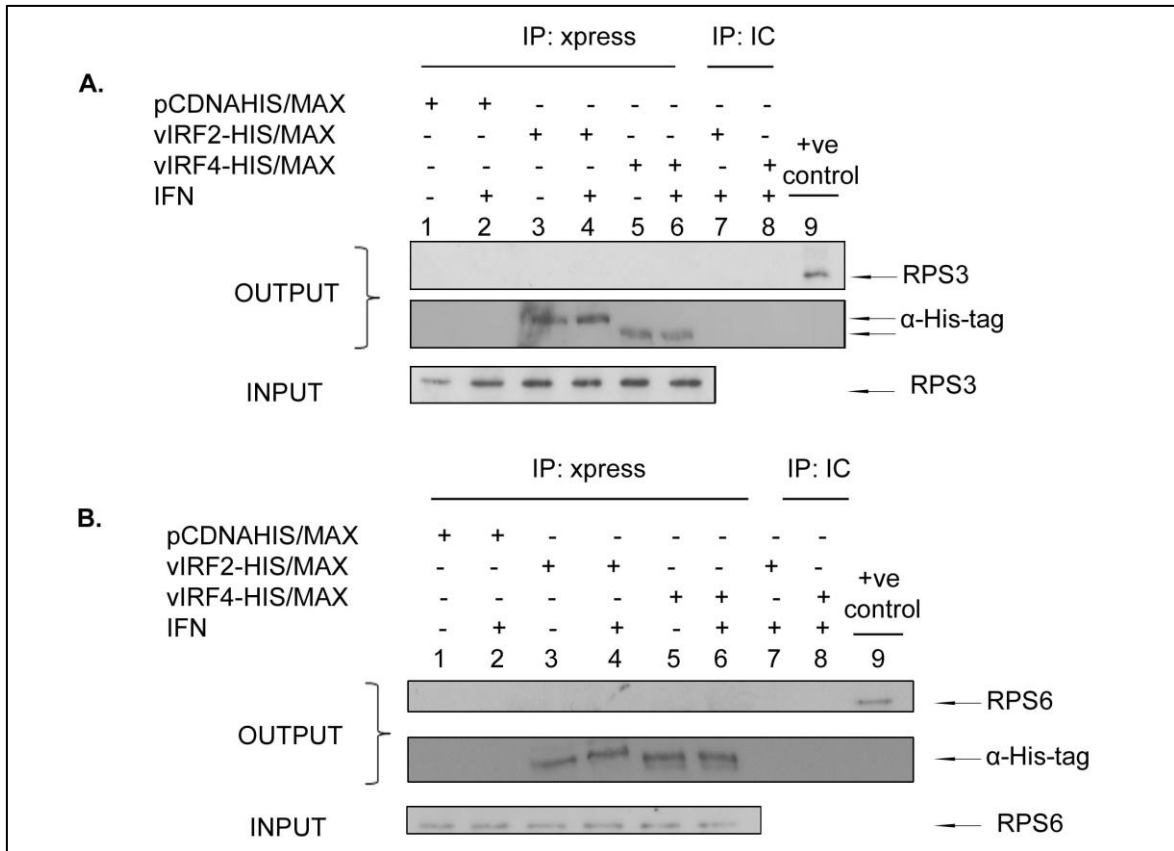 IP: xpress IP: IC
A.
pCDNAHIS/MAX + + - - - - - -
vIRF2-HIS/MAX - - + + - - + -
vIRF4-HIS/MAX - - - - + + - +
IFN - + - + - + + +
+ve
control
1 2 3 4 5 6 7 8 9
OUTPUT
RPS3
α-His-tag
INPUT
RPS3
IP: xpress IP: IC
B.
pCDNAHIS/MAX + + - - - - - -
vIRF2-HIS/MAX - - + + - - + -
vIRF4-HIS/MAX - - - - + + - +
IFN - + - + - + + +
+ve
control
1 2 3 4 5 6 7 8 9
OUTPUT
RPS6
α-His-tag
INPUT
RPS6